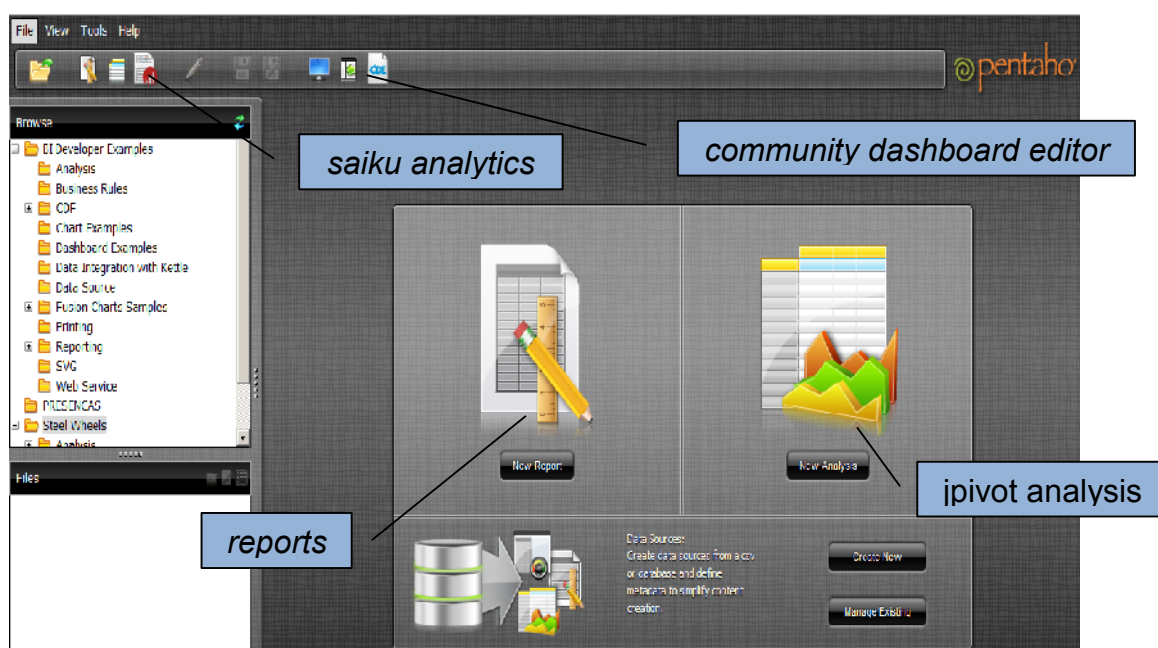 File View Tools Help
pentaho
CDE
Browse
BI Developer Examples
Analysis
Business Rules
CDF
Chart Examples
Dashboard Examples
Data Integration with Kettle
Data Source
Fusion Charts Samples
Printing
Reporting
SVG
Web Service
PRESENCAS
Steel Wheels
Analysis
Files
saiku analytics
community dashboard editor
New Report
New Analysis
reports
jpivot analysis
Data Sources:
Create data sources from a csv
or database and define
metadata to simplify content
creation.
Create New
Manage Existing